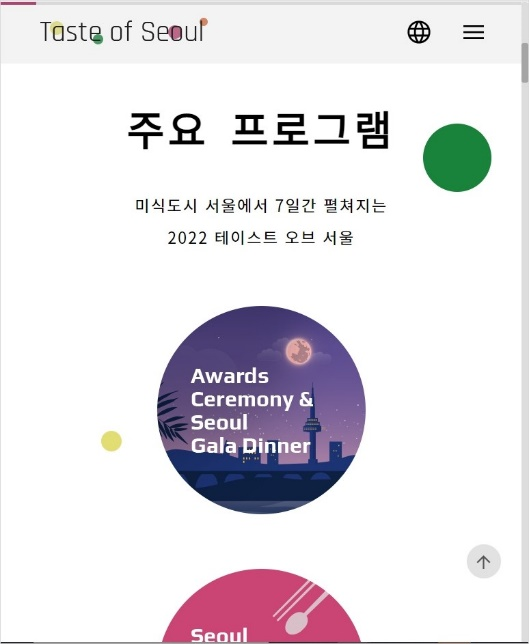 Taste of Seoul
주요 프로그램
미식도시 서울에서 7일간 펼쳐지는
2022 테이스트 오브 서울
Awards
Ceremony &
Seoul
Gala Dinner
Seoul